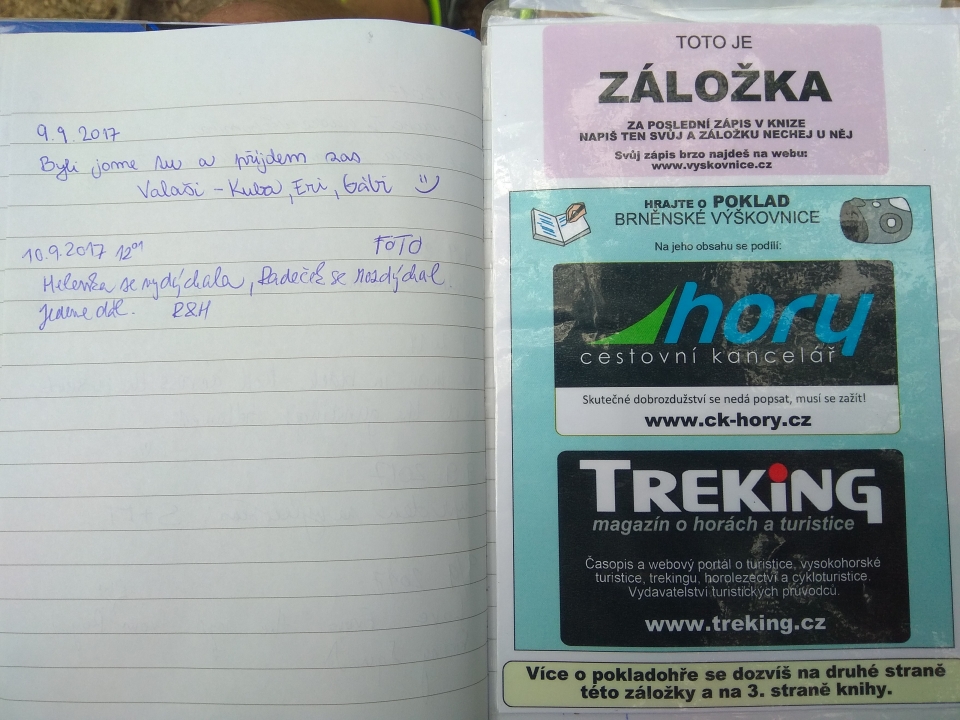 9.9.2017
Byli jsme tu a přijdem zas
Valaši - Kuba, Eri, Gábi
10.9.2017 12⁰¹ FOTO
Helenka se vydýchala, Radeček se nozdýchal.
Jedeme dál. R&H
TOTO JE
ZÁLOŽKA
ZA POSLEDNÍ ZÁPIS V KNIZE
NAPIŠ TEN SVŮJ A ZÁLOŽKU NECHEJ U NĚJ
Svůj zápis brzo najdeš na webu:
www.vyskovnice.cz
HRAJTE O POKLAD
BRNĚNSKÉ VÝŠKOVNICE
Na jeho obsahu se podílí:
hory
cestovní kancelář
Skutečné dobrozdužství se nedá popsat, musí se zažít!
www.ck-hory.cz
TREKING
magazín o horách a turistice
Časopis a webový portál o turistice, vysokohorské
turistice, trekingu, horolezectví a cykloturistice.
Vydavatelství turistických průvodců.
www.treking.cz
Více o pokladohře se dozvíš na druhé straně
této záložky a na 3. straně knihy.